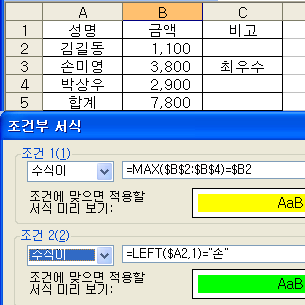 A B C
1 성명 금액 비고
2 김길동 1,100
3 손미영 3,800 최우수
4 박상우 2,900
5 합계 7,800
조건부 서식
조건 1(1)
수식이 =MAX($B$2:$B$4)=$B2
조건에 맞으면 적용할
서식 미리 보기: AaB
조건 2(2)
수식이 =LEFT($A2,1)="손"
조건에 맞으면 적용할
서식 미리 보기: AaB